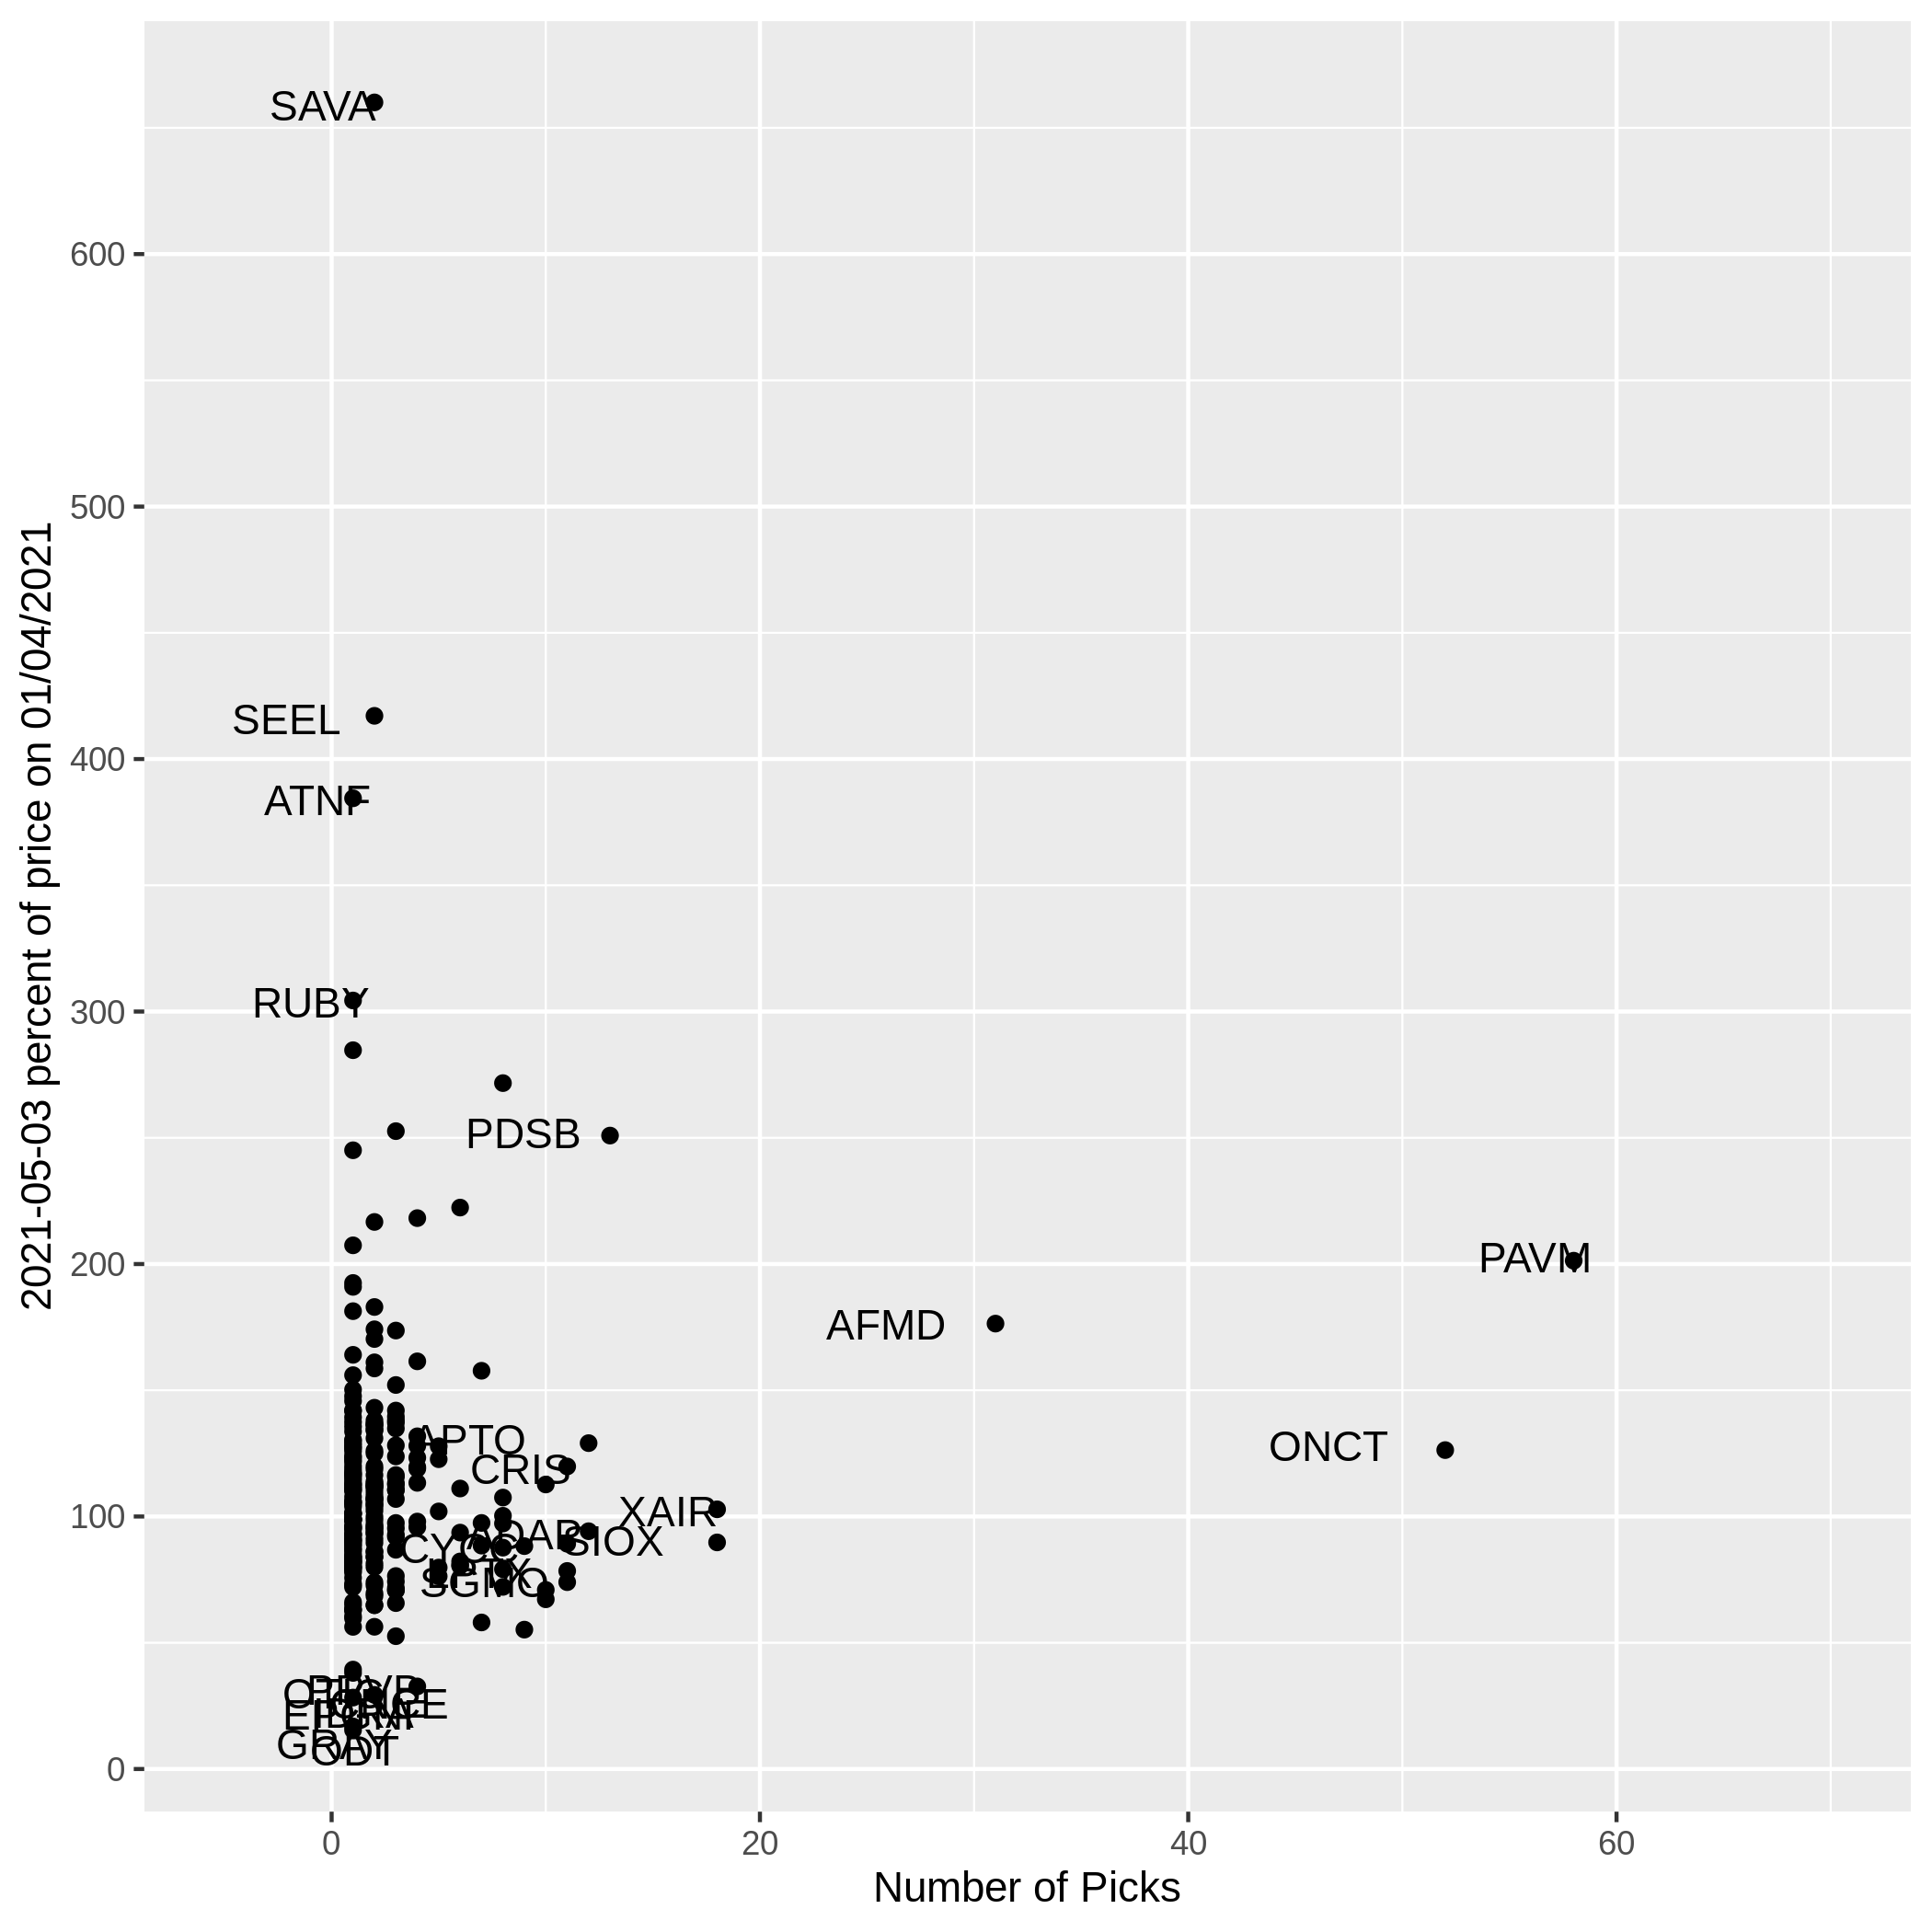 SAVA
600
500
SEEL
400
ATNF
RUBY
300
PDSB
PAVM
200
AFMD
APTO
ONCT
CRIS
XAIR
100
SIOX
SGMO
GRAY
ODT
0
0
20
40
60
Number of Picks
2021-05-03 percent of price on 01/04/2021